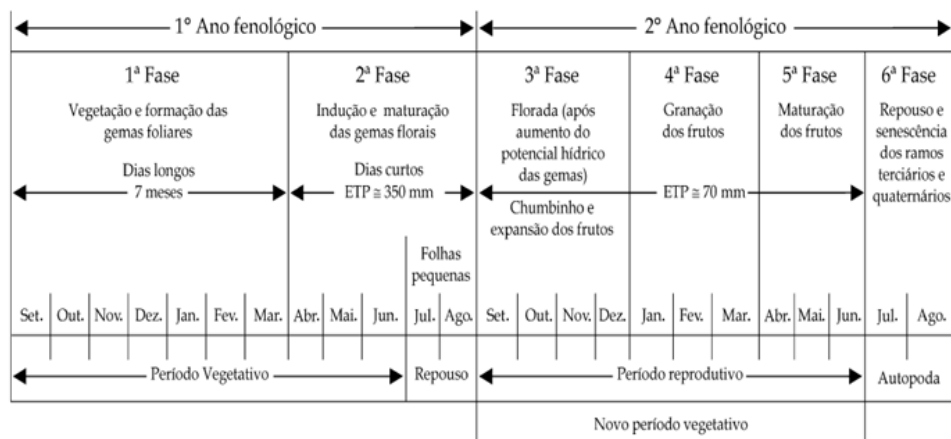 1º Ano fenológico
2º Ano fenológico
1ª Fase
Vegetação e formação das
gemas foliares
Dias longos
7 meses
2ª Fase
Indução e maturação
das gemas florais
Dias curtos
ETP ≅ 350 mm
Folhas
pequenas
3ª Fase
Florada (após
aumento do
potencial hídrico
das gemas)
Chumbinho e
expansão dos frutos
4ª Fase
Granação
dos frutos
ETP ≅ 70 mm
5ª Fase
Maturação
dos frutos
6ª Fase
Repouso e
senescência
dos ramos
terciários e
quaternários
Set. Out. Nov. Dez. Jan. Fev. Mar. Abr. Mai. Jun. Jul. Ago. Set. Out. Nov. Dez. Jan. Fev. Mar. Abr. Mai. Jun. Jul. Ago.
Período Vegetativo
Repouso
Período reprodutivo
Autopoda
Novo período vegetativo